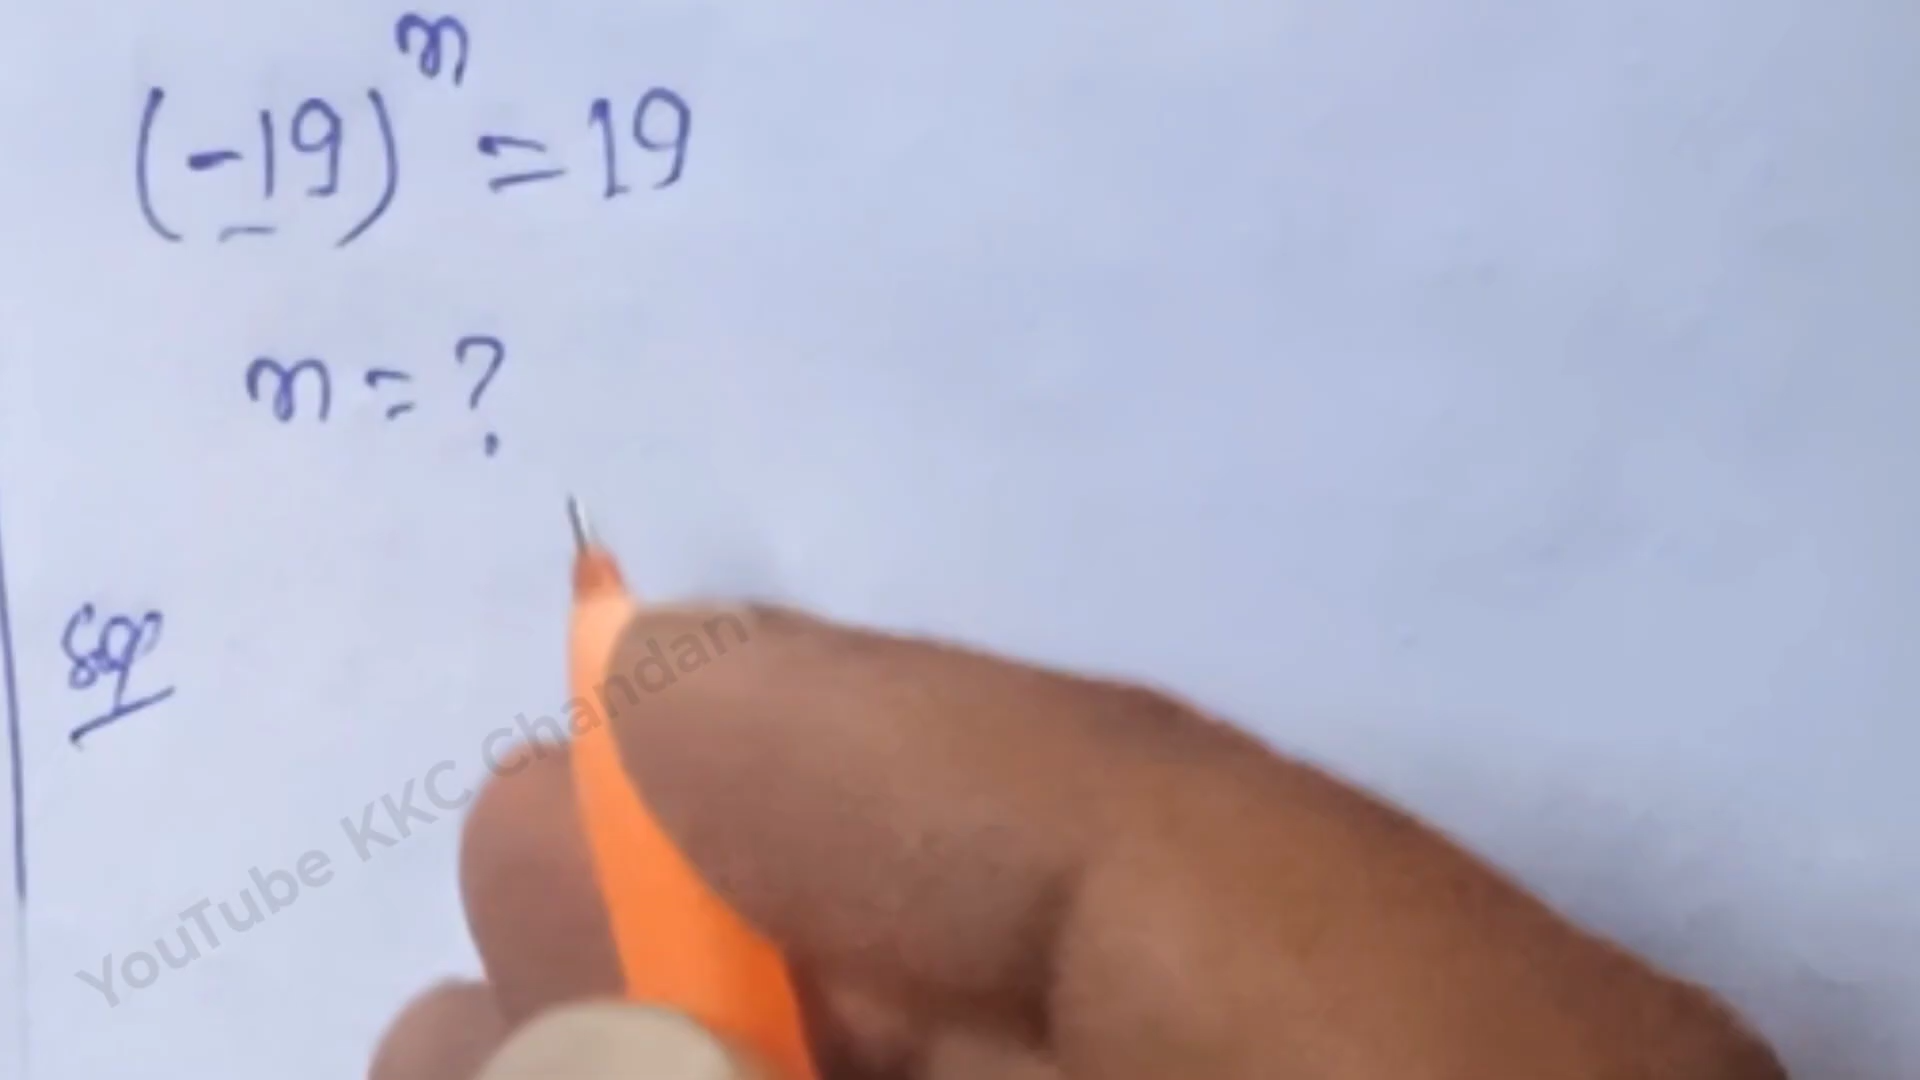 (-19)^n = 19
n = ?
Sol
YouTube KKC Chandan